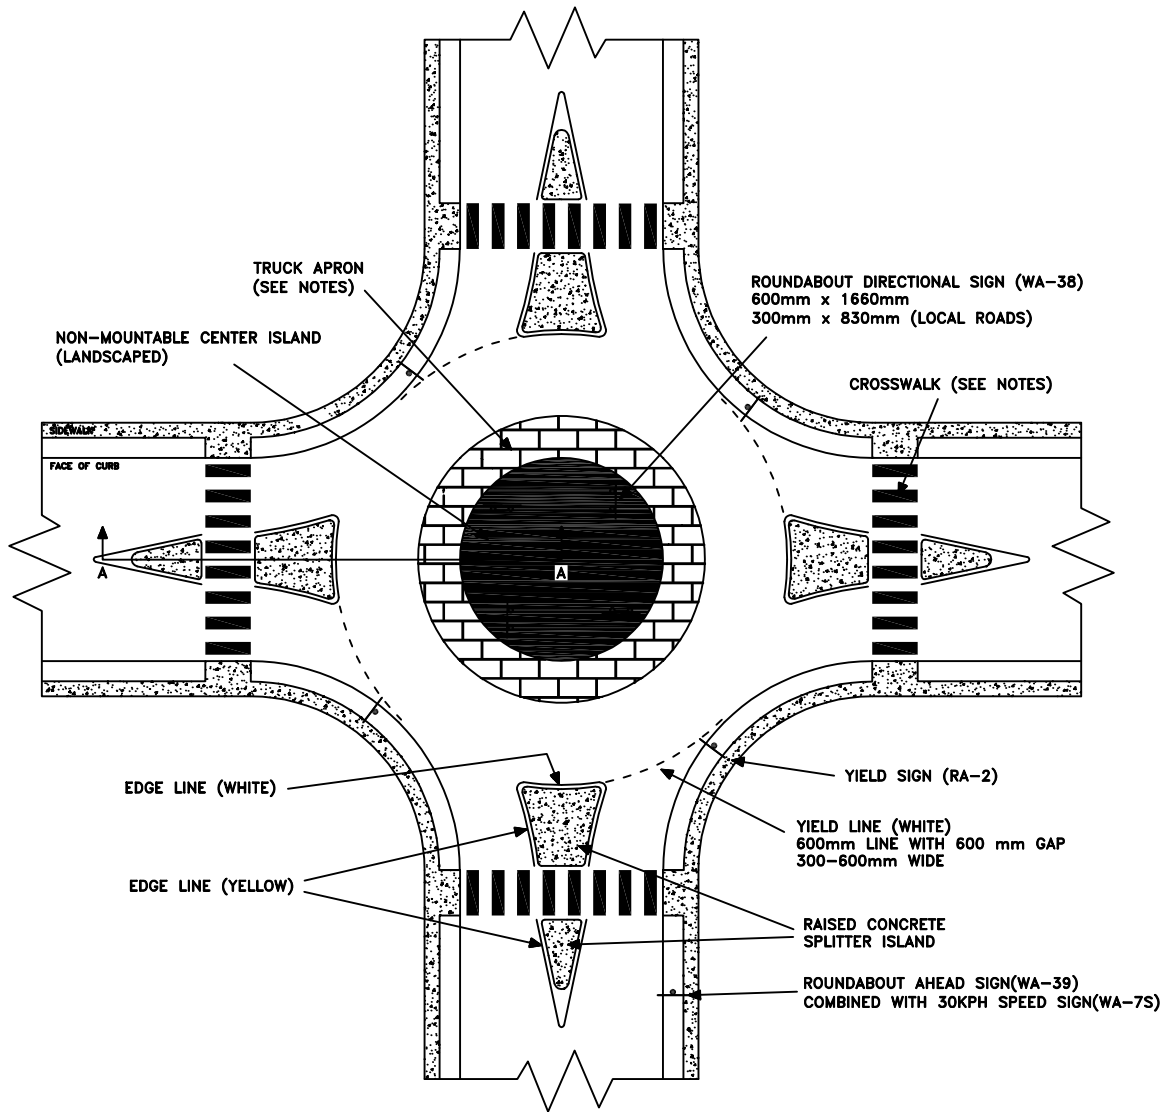 TRUCK APRON
(SEE NOTES)
ROUNDABOUT DIRECTIONAL SIGN (WA-38)
600mm x 1660mm
300mm x 830mm (LOCAL ROADS)
NON-MOUNTABLE CENTER ISLAND
(LANDSCAPED)
CROSSWALK (SEE NOTES)
SIDEWALK
FACE OF CURB
A
A
EDGE LINE (WHITE)
YIELD SIGN (RA-2)
YIELD LINE (WHITE)
600mm LINE WITH 600 mm GAP
300-600mm WIDE
EDGE LINE (YELLOW)
RAISED CONCRETE
SPLITTER ISLAND
ROUNDABOUT AHEAD SIGN(WA-39)
COMBINED WITH 30KPH SPEED SIGN(WA-7S)